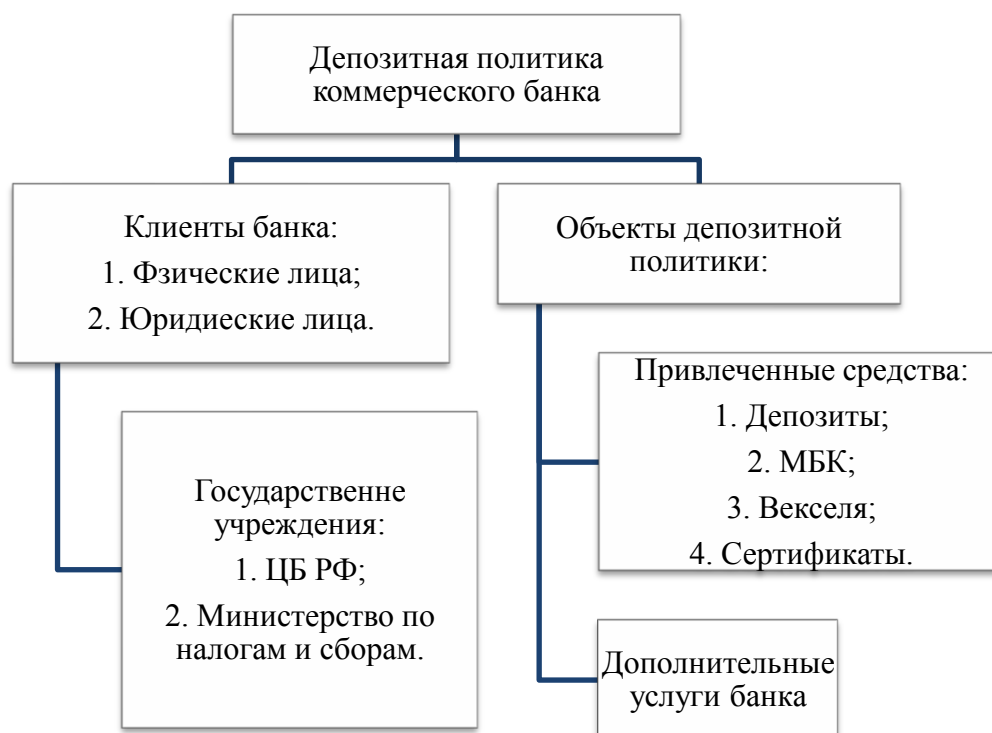 Депозитная политика
коммерческого банка
Клиенты банка:
1. Фзические лица;
2. Юридиеские лица.
Объекты депозитной
политики:
Государственне
учреждения:
1. ЦБ РФ;
2. Министерство по
налогам и сборам.
Привлеченные средства:
1. Депозиты;
2. МБК;
3. Векселя;
4. Сертификаты.
Дополнительные
услуги банка